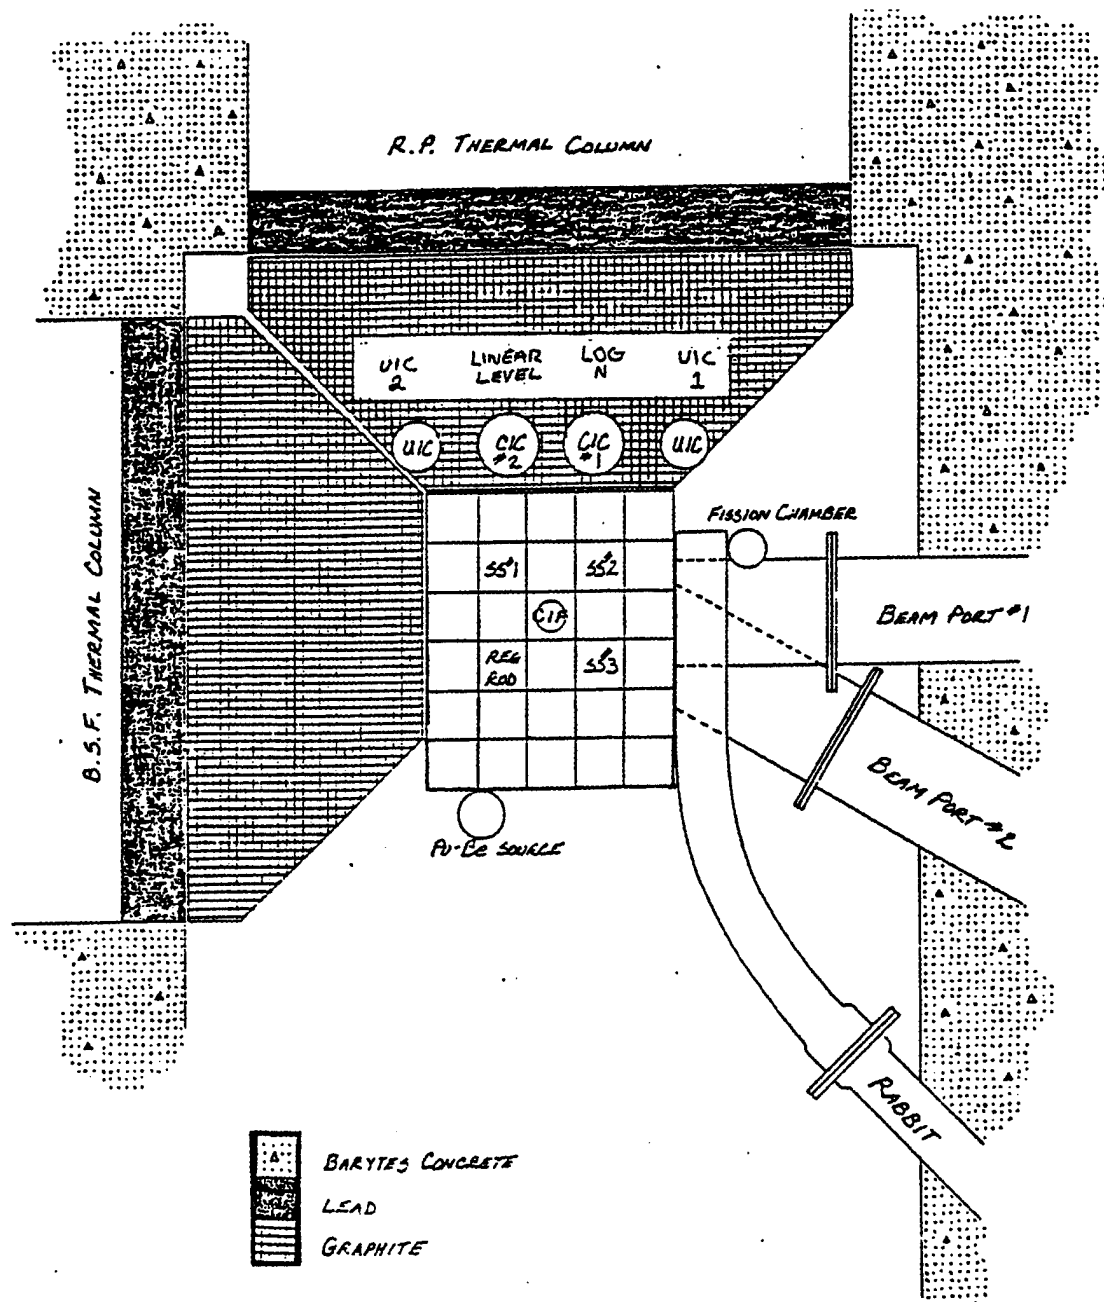 R.P. THERMAL COLUMN
UIC
2
LINEAR
LEVEL
LOG
N
UIC
1
UIC
CIC
#2
CIC
#1
UIC
B.S.F. THERMAL COLUMN
FISSION CHAMBER
SS#1
SS#2
CIF
REG
ROD
SS#3
BEAM PORT #1
BEAM PORT #2
PU-BE SOURCE
RABBIT
BARYTES CONCRETE
LEAD
GRAPHITE